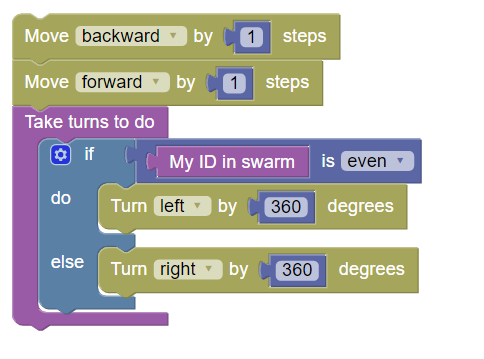 Move backward by 1 steps
Move forward by 1 steps
Take turns to do
if My ID in swarm is even
do Turn left by 360 degrees
else Turn right by 360 degrees